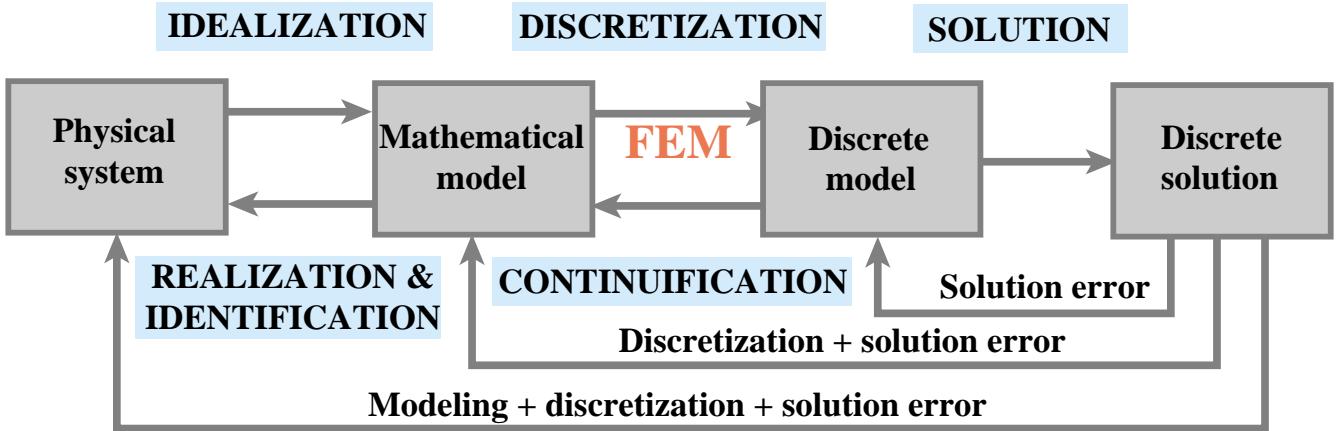 IDEALIZATION
DISCRETIZATION
SOLUTION
Physical
system
Mathematical
model
FEM
Discrete
model
Discrete
solution
REALIZATION &
IDENTIFICATION
CONTINUIFICATION
Solution error
Discretization + solution error
Modeling + discretization + solution error